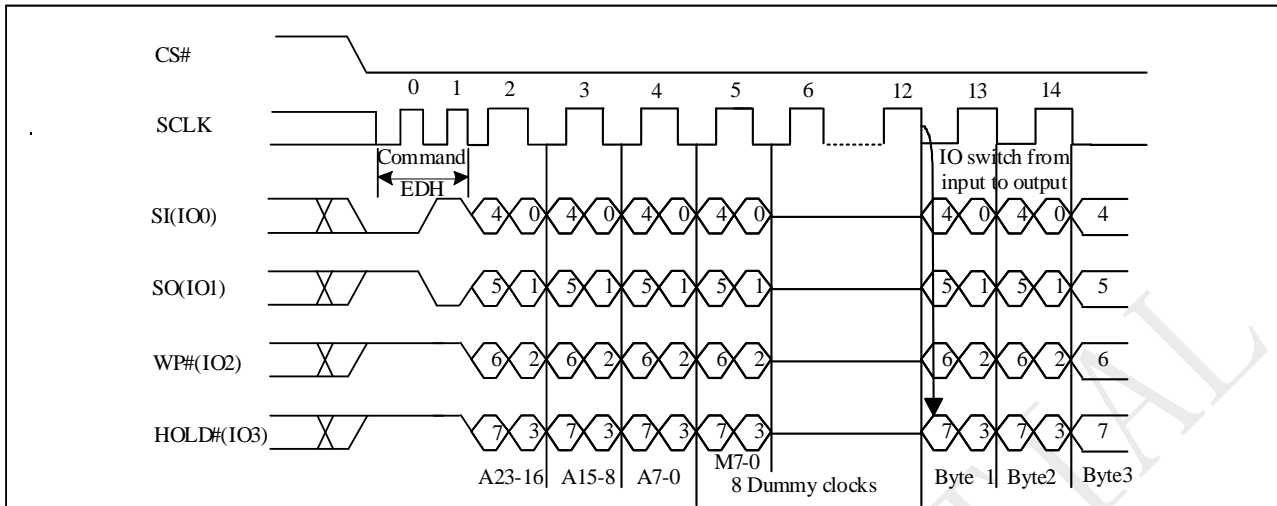 CS#
0 1 2 3 4 5 6 12 13 14
SCLK
Command
IO switch from
EDH
input to output
SI(IO0) 4 0 4 0 4 0 4 0 4 0 4 0 4
SO(IO1) 5 1 5 1 5 1 5 1 5 1 5 1 5
WP#(IO2) 6 2 6 2 6 2 6 2 6 2 6 2 6
HOLD#(IO3) 7 3 7 3 7 3 7 3 7 3 7 3 7
A23-16 A15-8 A7-0 M7-0 Byte 1 Byte2 Byte3
8 Dummy clocks
TIAL